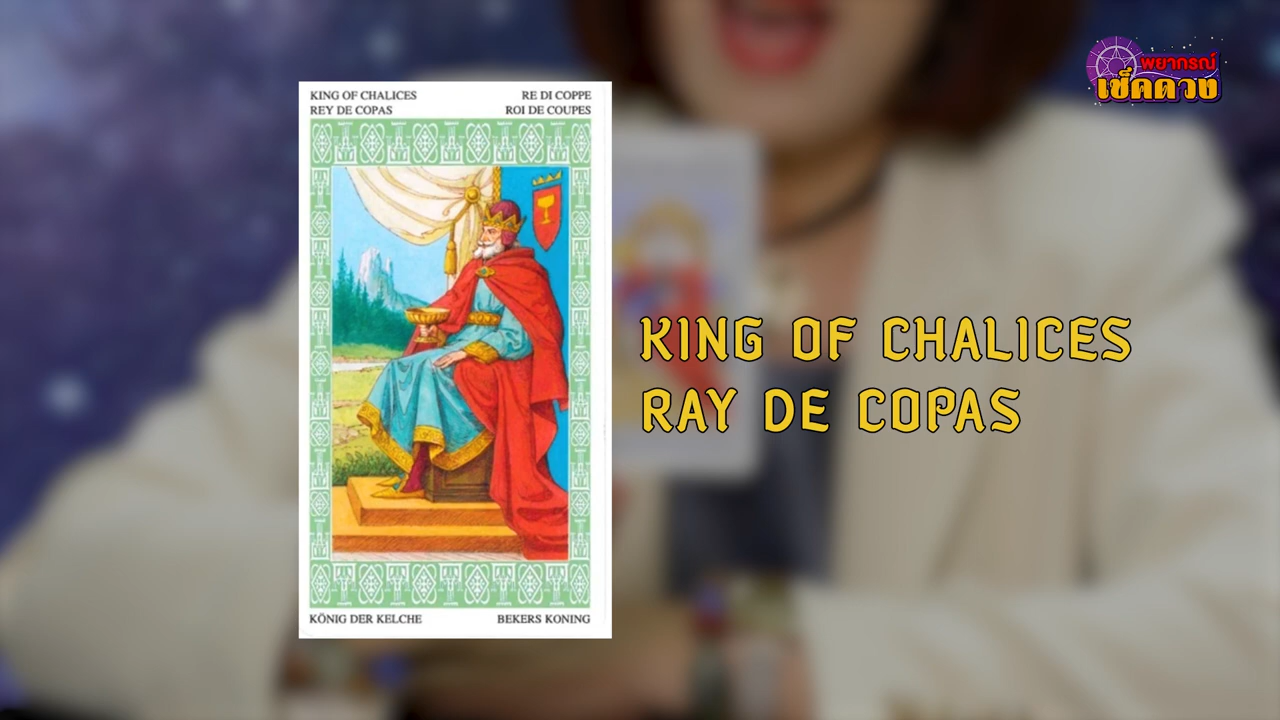 KING OF CHALICES
REY DE COPAS
RE DI COPPE
ROI DE COUPES
KÖNIG DER KELCHE
BEKERS KONING
KING OF CHALICES
RAY DE COPAS
พยากรณ์
เช็คดวง